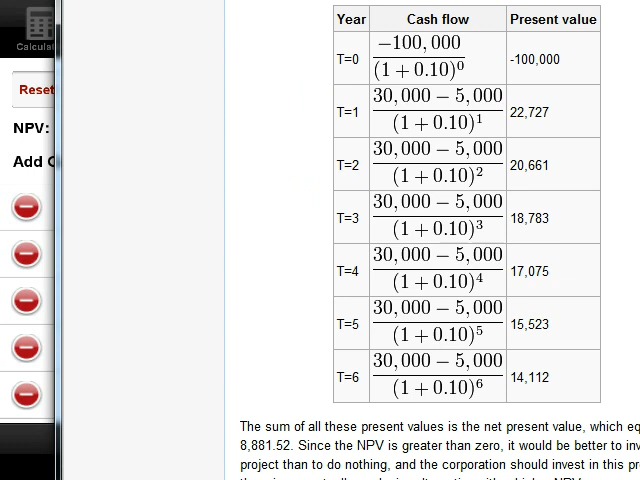 Calculat
Reset
NPV:
Add C
Year Cash flow Present value
T=0 −100,000 / (1 + 0.10)^0 -100,000
T=1 30,000 − 5,000 / (1 + 0.10)^1 22,727
T=2 30,000 − 5,000 / (1 + 0.10)^2 20,661
T=3 30,000 − 5,000 / (1 + 0.10)^3 18,783
T=4 30,000 − 5,000 / (1 + 0.10)^4 17,075
T=5 30,000 − 5,000 / (1 + 0.10)^5 15,523
T=6 30,000 − 5,000 / (1 + 0.10)^6 14,112
The sum of all these present values is the net present value, which eq
8,881.52. Since the NPV is greater than zero, it would be better to inv
project than to do nothing, and the corporation should invest in this pr